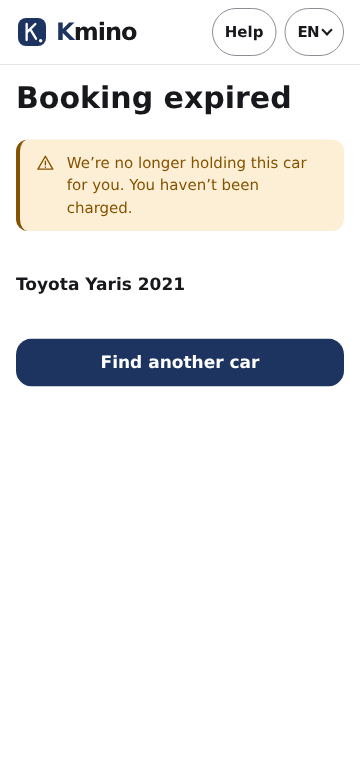 K. Kmino Help EN
Booking expired
We’re no longer holding this car
for you. You haven’t been
charged.
Toyota Yaris 2021
Find another car